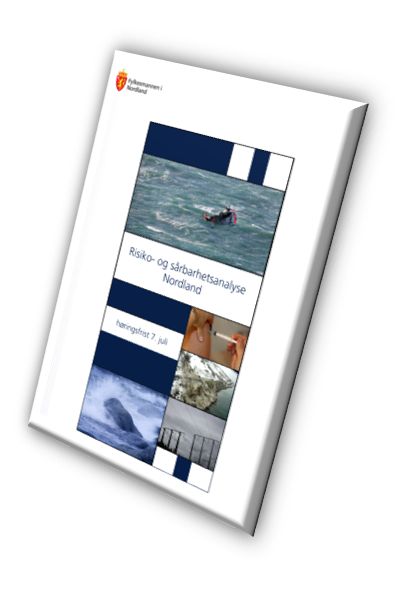 Fylkesmannen i
Nordland
Risiko- og sårbarhetsanalyse
Nordland
høringsfrist 7. juli